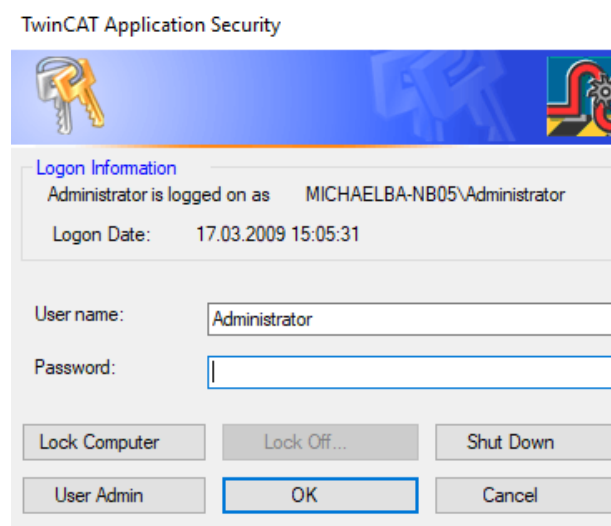 TwinCAT Application Security
Logon Information
Administrator is logged on as MICHAELBA-NB05\Administrator
Logon Date: 17.03.2009 15:05:31
User name: Administrator
Password:
Lock Computer Lock Off... Shut Down
User Admin OK Cancel